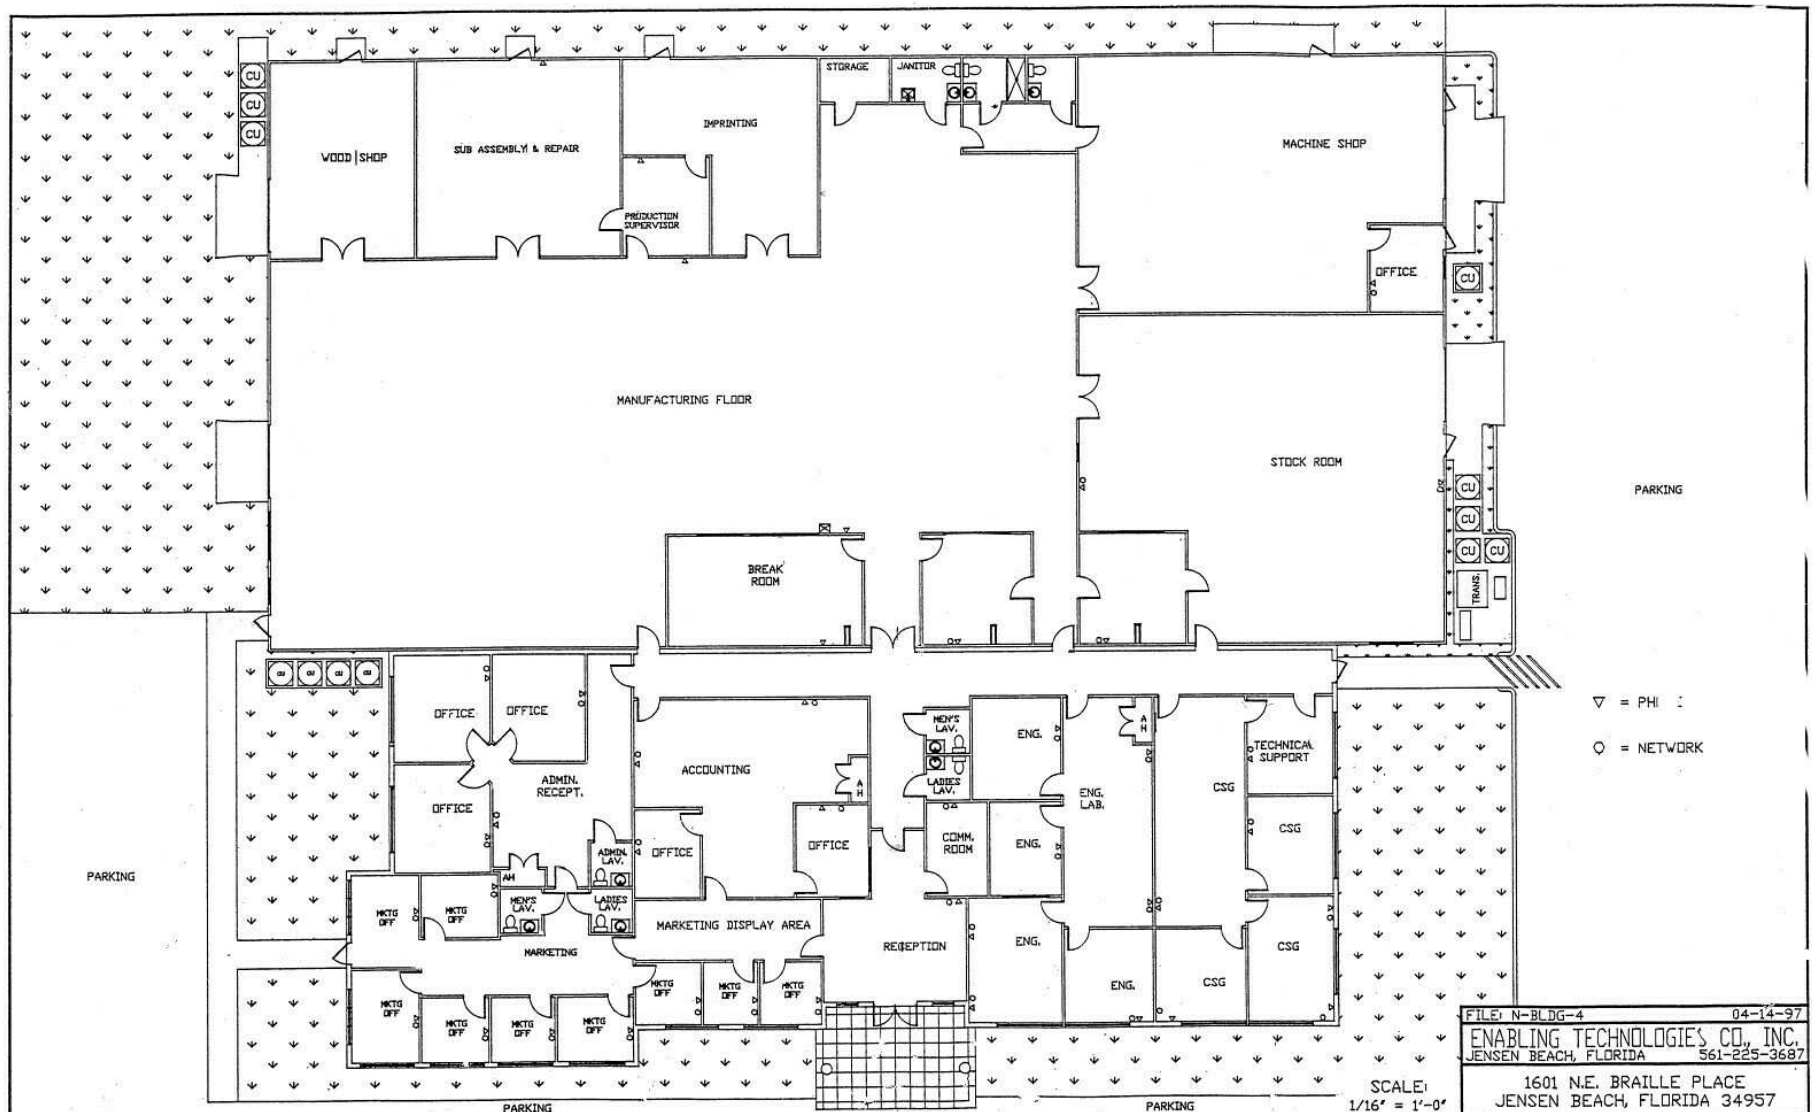 STORAGE
JANITOR
CU
CU
CU
WOOD SHOP
SUB ASSEMBLY & REPAIR
IMPRINTING
PRODUCTION
SUPERVISOR
MACHINE SHOP
OFFICE
CU
MANUFACTURING FLOOR
STOCK ROOM
PARKING
CU
CU
CU
CU
TRANS.
BREAK
ROOM
CU
CU
CU
CU
OFFICE
OFFICE
OFFICE
ADMIN.
RECEPT.
ACCOUNTING
A
H
MEN'S
LAV.
LADIES
LAV.
ENG.
A
H
ENG.
LAB.
CSG
TECHNICAL
SUPPORT
CSG
▽ = PH
○ = NETWORK
PARKING
AH
ADMIN.
LAV.
OFFICE
OFFICE
COMM.
ROOM
ENG.
MKTG
OFF
MKTG
OFF
MEN'S
LAV.
LADIES
LAV.
MARKETING
MARKETING DISPLAY AREA
RECEPTION
ENG.
ENG.
CSG
CSG
MKTG
OFF
MKTG
OFF
MKTG
OFF
MKTG
OFF
MKTG
OFF
MKTG
OFF
MKTG
OFF
PARKING
PARKING
SCALE:
1/16" = 1'-0"
FILE: N-BLDG-4 04-14-97
ENABLING TECHNOLOGIES CO., INC.
JENSEN BEACH, FLORIDA 561-225-3687
1601 N.E. BRAILLE PLACE
JENSEN BEACH, FLORIDA 34957